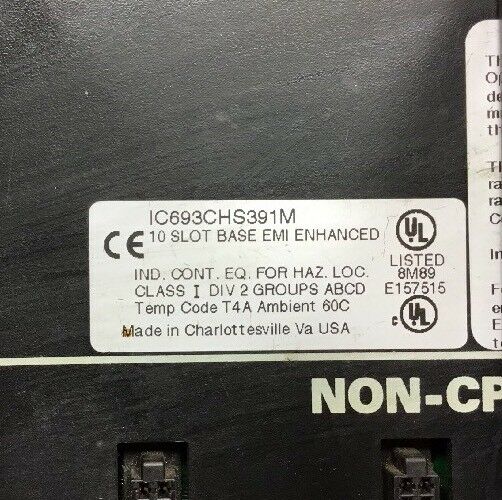 IC693CHS391M
CE 10 SLOT BASE EMI ENHANCED
UL
LISTED
IND. CONT. EQ. FOR HAZ. LOC. 8M89
CLASS I DIV 2 GROUPS ABCD E157515
Temp Code T4A Ambient 60C
c UL
Made in Charlottesville Va USA
NON-CP